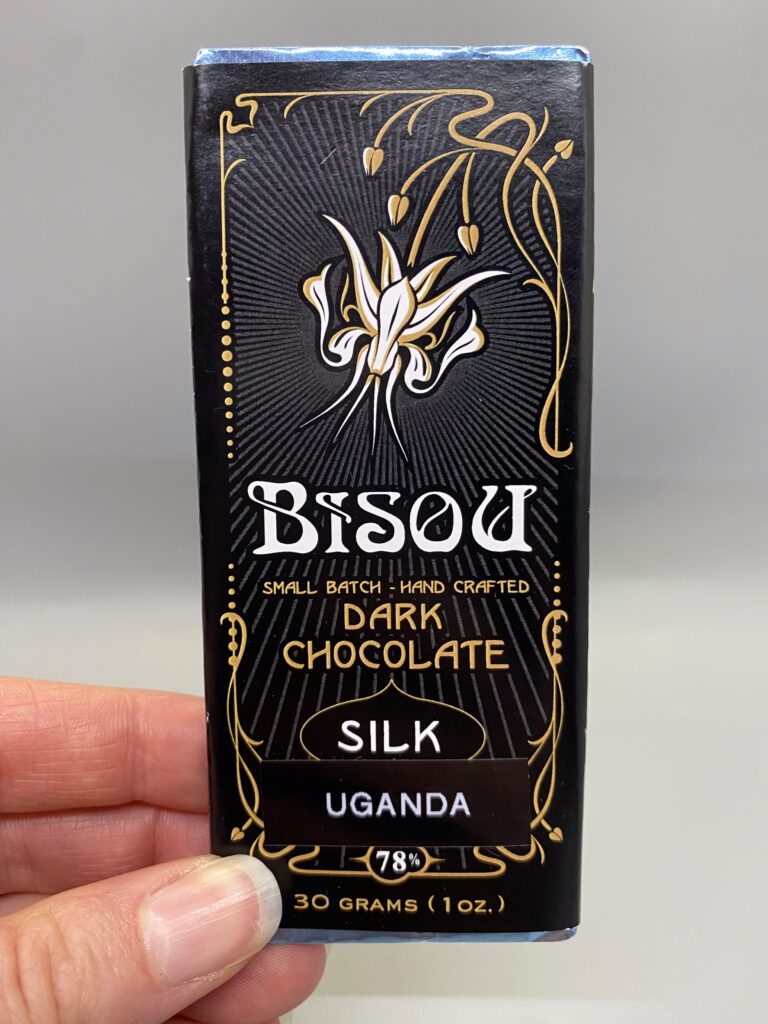 BISOU
SMALL BATCH - HAND CRAFTED
DARK
CHOCOLATE
SILK
UGANDA
78%
30 GRAMS (1OZ.)